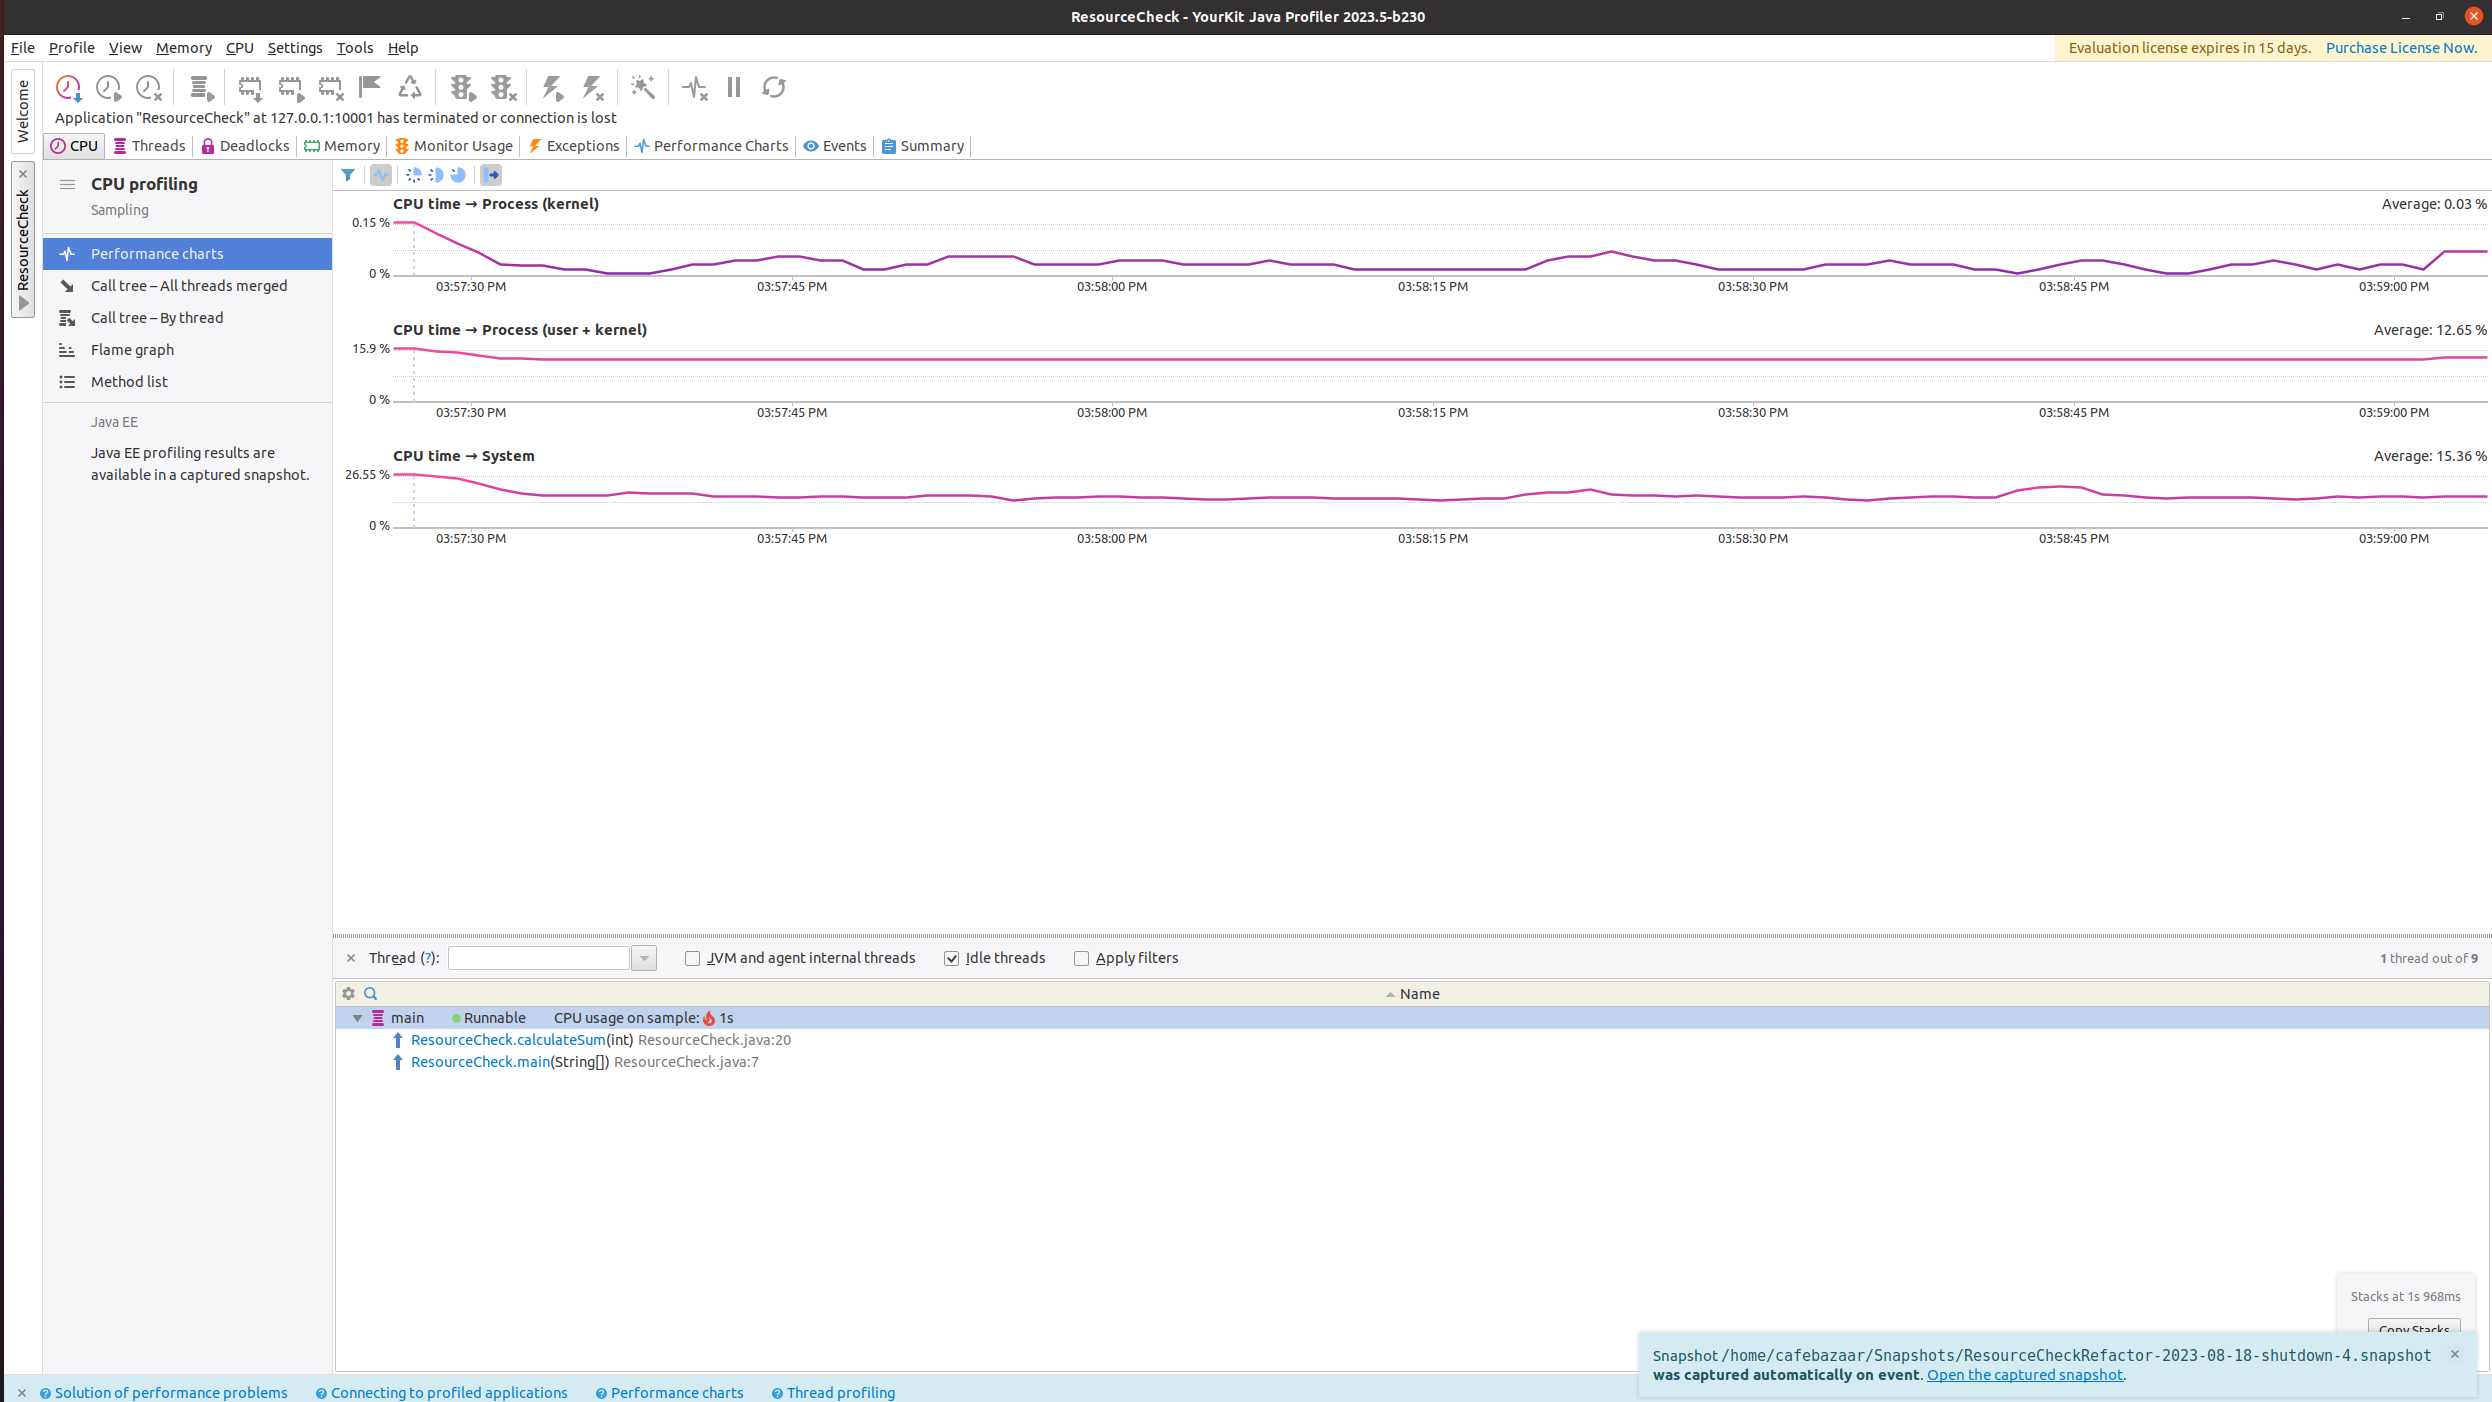 ResourceCheck - YourKit Java Profiler 2023.5-b230
File Profile View Memory CPU Settings Tools Help
Evaluation license expires in 15 days. Purchase License Now.
Welcome
ResourceCheck
Application "ResourceCheck" at 127.0.0.1:10001 has terminated or connection is lost
CPU Threads Deadlocks Memory Monitor Usage Exceptions Performance Charts Events Summary
CPU profiling
Sampling
Performance charts
Call tree – All threads merged
Call tree – By thread
Flame graph
Method list
Java EE
Java EE profiling results are
available in a captured snapshot.
CPU time → Process (kernel)
Average: 0.03 %
0.15 %
0 %
03:57:30 PM 03:57:45 PM 03:58:00 PM 03:58:15 PM 03:58:30 PM 03:58:45 PM 03:59:00 PM
CPU time → Process (user + kernel)
Average: 12.65 %
15.9 %
0 %
03:57:30 PM 03:57:45 PM 03:58:00 PM 03:58:15 PM 03:58:30 PM 03:58:45 PM 03:59:00 PM
CPU time → System
Average: 15.36 %
26.55 %
0 %
03:57:30 PM 03:57:45 PM 03:58:00 PM 03:58:15 PM 03:58:30 PM 03:58:45 PM 03:59:00 PM
Thread (?): JVM and agent internal threads Idle threads Apply filters
1 thread out of 9
Name
main Runnable CPU usage on sample: 1s
ResourceCheck.calculateSum(int) ResourceCheck.java:20
ResourceCheck.main(String[]) ResourceCheck.java:7
Stacks at 1s 968ms
Copy Stacks
Snapshot /home/cafebazaar/Snapshots/ResourceCheckRefactor-2023-08-18-shutdown-4.snapshot
was captured automatically on event. Open the captured snapshot.
Solution of performance problems Connecting to profiled applications Performance charts Thread profiling